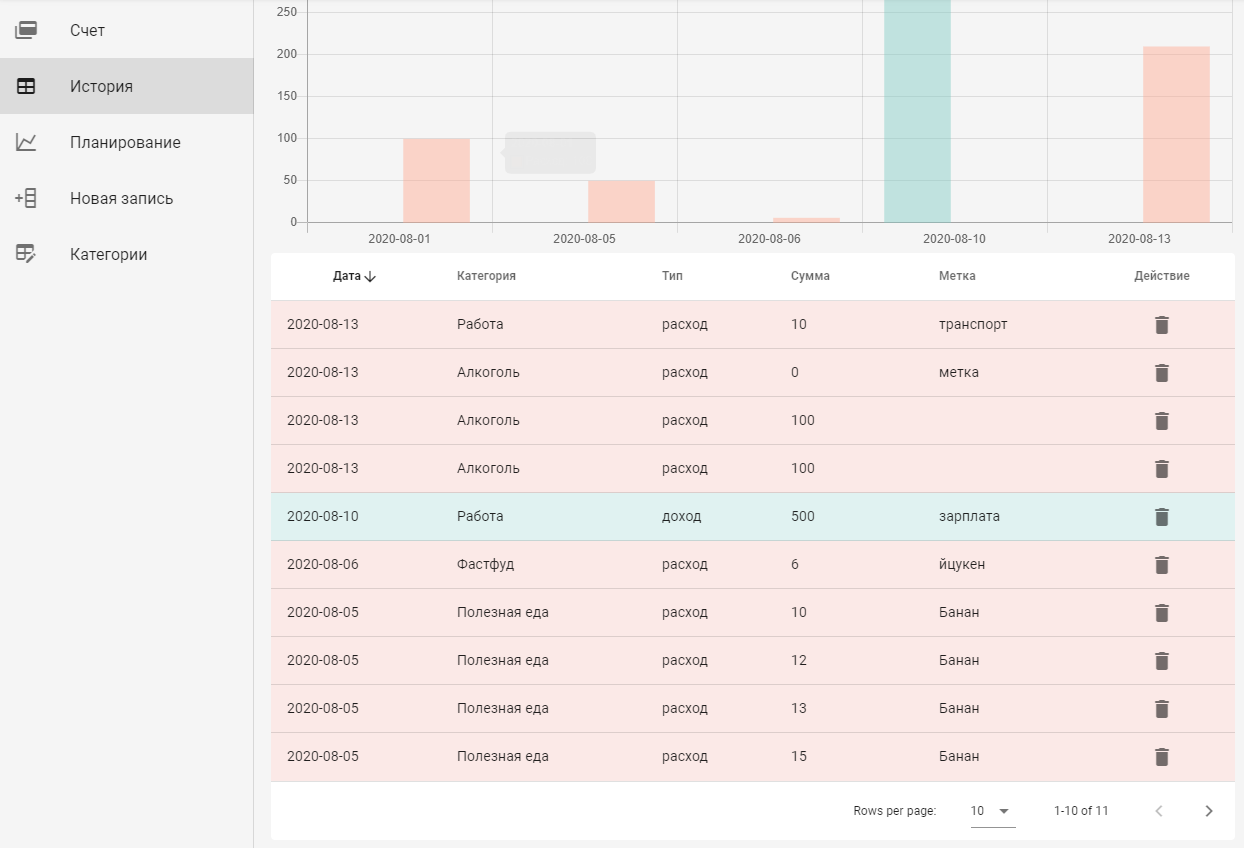 Счет
История
Планирование
Новая запись
Категории
250
200
150
100
50
0
2020-08-01 2020-08-05 2020-08-06 2020-08-10 2020-08-13
Дата Категория Тип Сумма Метка Действие
2020-08-13 Работа расход 10 транспорт
2020-08-13 Алкоголь расход 0 метка
2020-08-13 Алкоголь расход 100
2020-08-13 Алкоголь расход 100
2020-08-10 Работа доход 500 зарплата
2020-08-06 Фастфуд расход 6 йцукен
2020-08-05 Полезная еда расход 10 Банан
2020-08-05 Полезная еда расход 12 Банан
2020-08-05 Полезная еда расход 13 Банан
2020-08-05 Полезная еда расход 15 Банан
Rows per page: 10 1-10 of 11